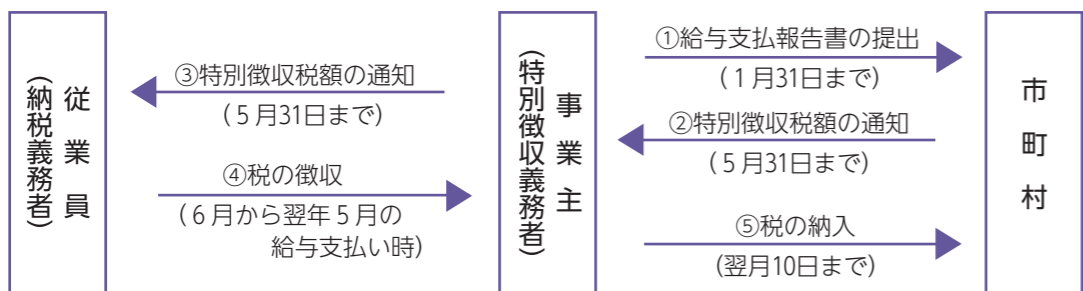 従業員
(納税義務者)
③特別徴収税額の通知
(5月31日まで)
④税の徴収
(6月から翌年5月の
給与支払い時)
事業主
(特別徴収義務者)
①給与支払報告書の提出
(1月31日まで)
②特別徴収税額の通知
(5月31日まで)
⑤税の納入
(翌月10日まで)
市町村